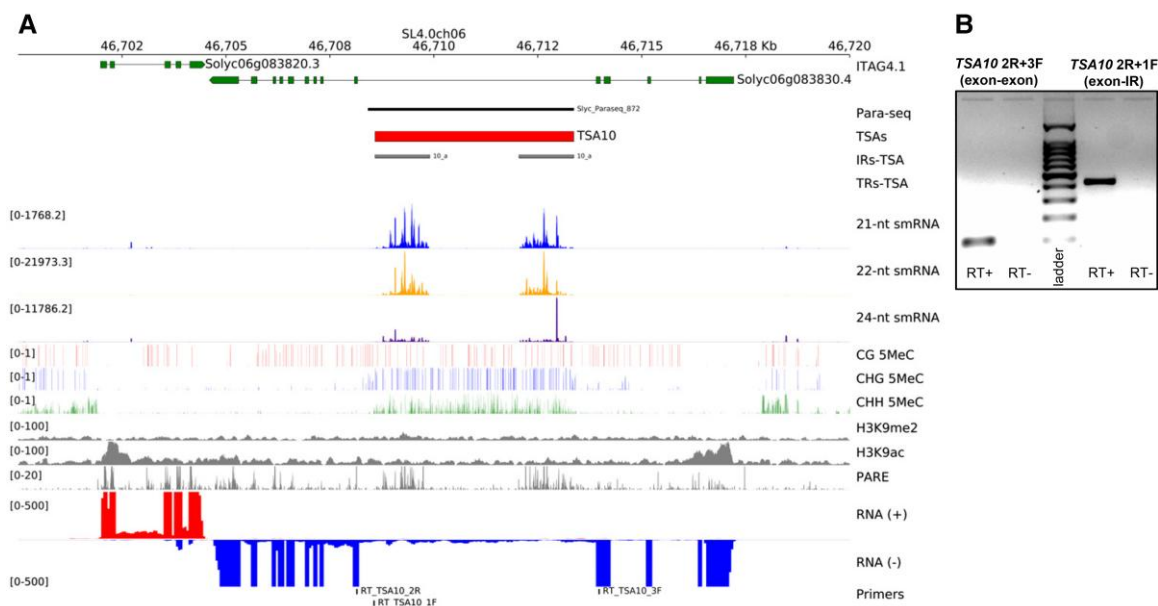 A
SL4.0ch06
46,702 46,705 46,708 46,710 46,712 46,715 46,718 Kb 46,720
Solyc06g083820.3 ITAG4.1
Solyc06g083830.4
Slyc_Paraseq_872 Para-seq
TSA10 TSAs
10_a 10_a IRs-TSA
TRs-TSA
[0-1768.2] 21-nt smRNA
[0-21973.3] 22-nt smRNA
[0-11786.2] 24-nt smRNA
[0-1] CG 5MeC
[0-1] CHG 5MeC
[0-1] CHH 5MeC
[0-100] H3K9me2
[0-100] H3K9ac
[0-20] PARE
[0-500] RNA (+)
RNA (-)
[0-500] RT_TSA10_2R RT_TSA10_3F Primers
RT_TSA10_1F
B
TSA10 2R+3F TSA10 2R+1F
(exon-exon) (exon-IR)
RT+ RT- ladder RT+ RT-